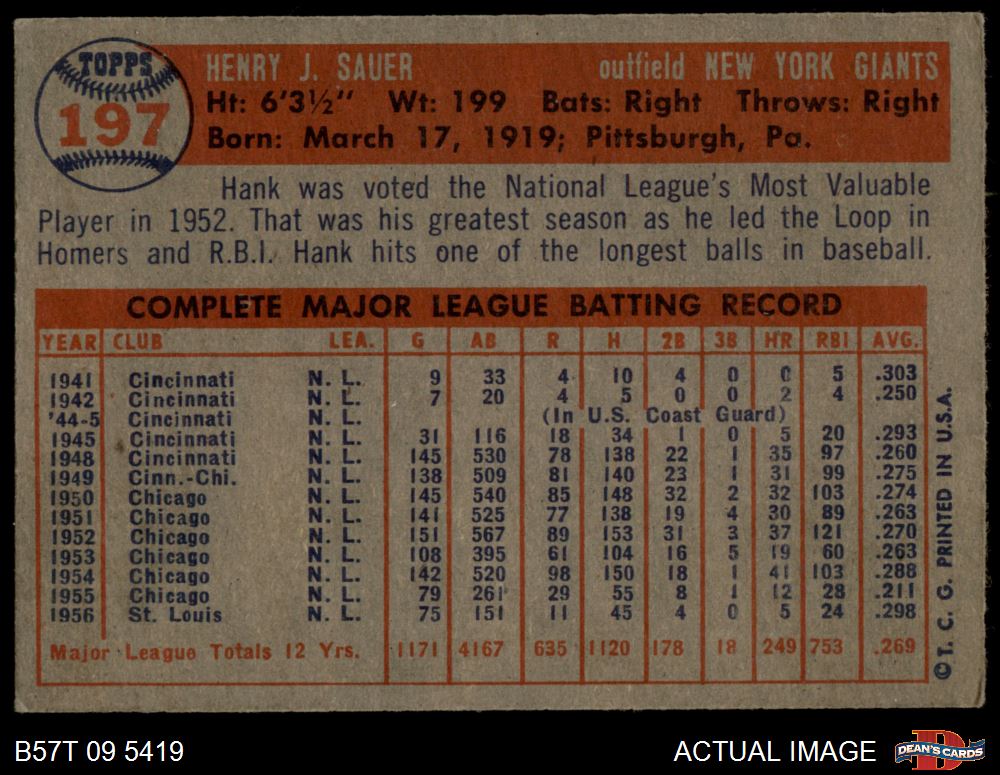 TOPPS
197
HENRY J. SAUER outfield NEW YORK GIANTS
Ht: 6'3½" Wt: 199 Bats: Right Throws: Right
Born: March 17, 1919; Pittsburgh, Pa.
Hank was voted the National League's Most Valuable
Player in 1952. That was his greatest season as he led the Loop in
Homers and R.B.I. Hank hits one of the longest balls in baseball.
COMPLETE MAJOR LEAGUE BATTING RECORD
YEAR CLUB LEA. G AB R H 2B 3B HR RBI AVG.
1941 Cincinnati N. L. 9 33 4 10 4 0 0 5 .303
1942 Cincinnati N. L. 7 20 4 5 0 0 2 4 .250
'44-5 Cincinnati N. L. (In U.S. Coast Guard)
1945 Cincinnati N. L. 31 116 18 34 1 0 5 20 .293
1948 Cincinnati N. L. 145 530 78 138 22 1 35 97 .260
1949 Cinn.-Chi. N. L. 138 509 81 140 23 1 31 99 .275
1950 Chicago N. L. 145 540 85 148 32 2 32 103 .274
1951 Chicago N. L. 141 525 77 138 19 4 30 89 .263
1952 Chicago N. L. 151 567 89 153 31 3 37 121 .270
1953 Chicago N. L. 108 395 61 104 16 5 19 60 .263
1954 Chicago N. L. 142 520 98 150 18 1 41 103 .288
1955 Chicago N. L. 79 261 29 55 8 1 12 28 .211
1956 St. Louis N. L. 75 151 11 45 4 0 5 24 .298
Major League Totals 12 Yrs. 1171 4167 635 1120 178 18 249 753 .269
©T. C. G. PRINTED IN U.S.A.
B57T 09 5419
ACTUAL IMAGE
D
DEAN'S CARDS